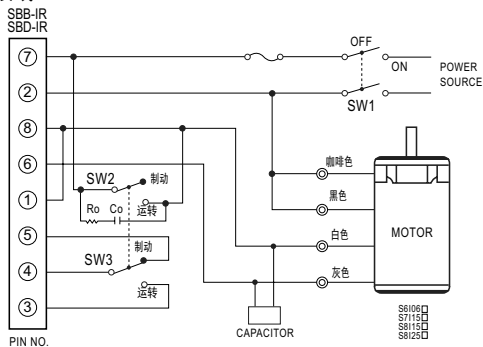 SBB-IR
SBD-IR
⑦
②
⑧
⑥
①
⑤
④
③
PIN NO.
OFF
ON
POWER
SOURCE
SW1
SW2
制动
运转
Ro
Co
制动
SW3
运转
咖啡色
黑色
白色
灰色
MOTOR
CAPACITOR
S6I06□
S7I15□
S8I15□
S8I25□